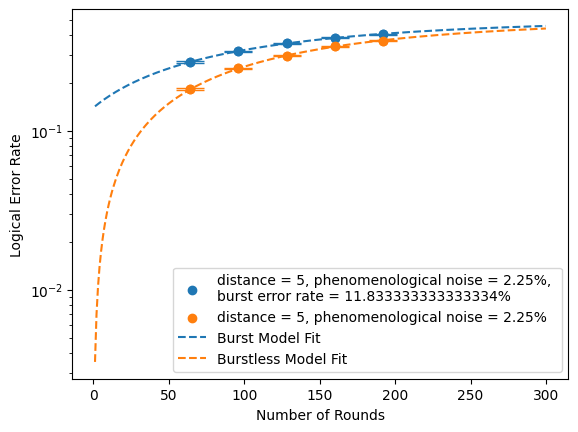 Logical Error Rate
10⁻¹
10⁻²
distance = 5, phenomenological noise = 2.25%,
burst error rate = 11.833333333333334%
distance = 5, phenomenological noise = 2.25%
Burst Model Fit
Burstless Model Fit
0 50 100 150 200 250 300
Number of Rounds